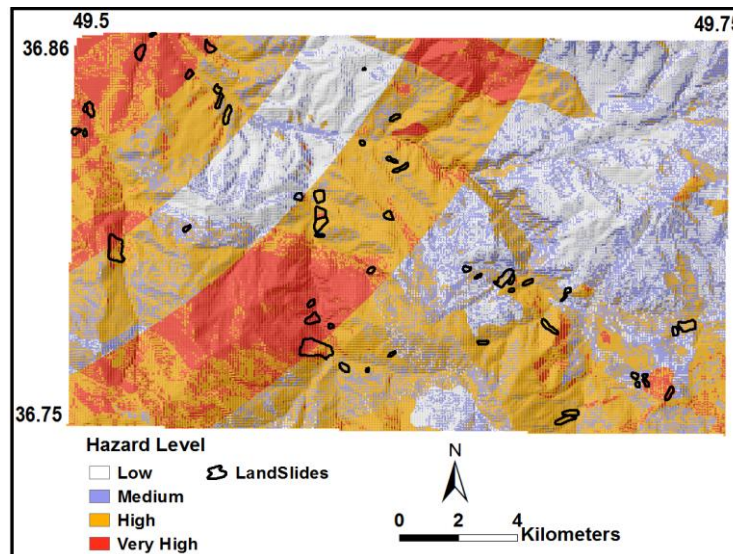 49.5
49.75
36.86
36.75
Hazard Level
Low
LandSlides
Medium
High
Very High
N
0 2 4
Kilometers